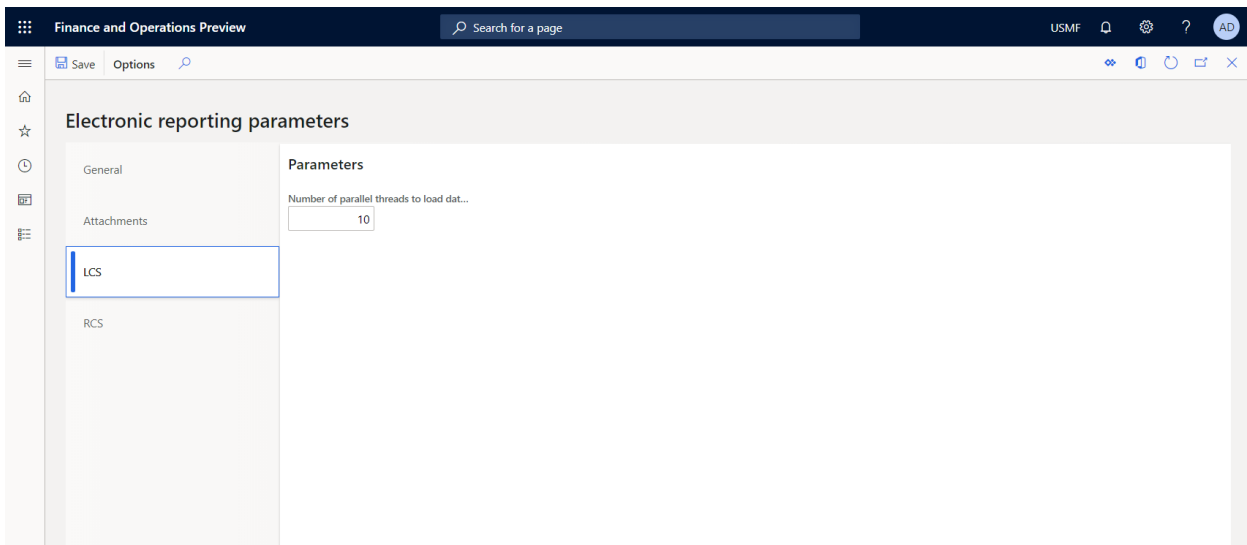 Finance and Operations Preview
Search for a page
USMF
?
AD
Save Options
Electronic reporting parameters
General
Attachments
LCS
RCS
Parameters
Number of parallel threads to load dat...
10